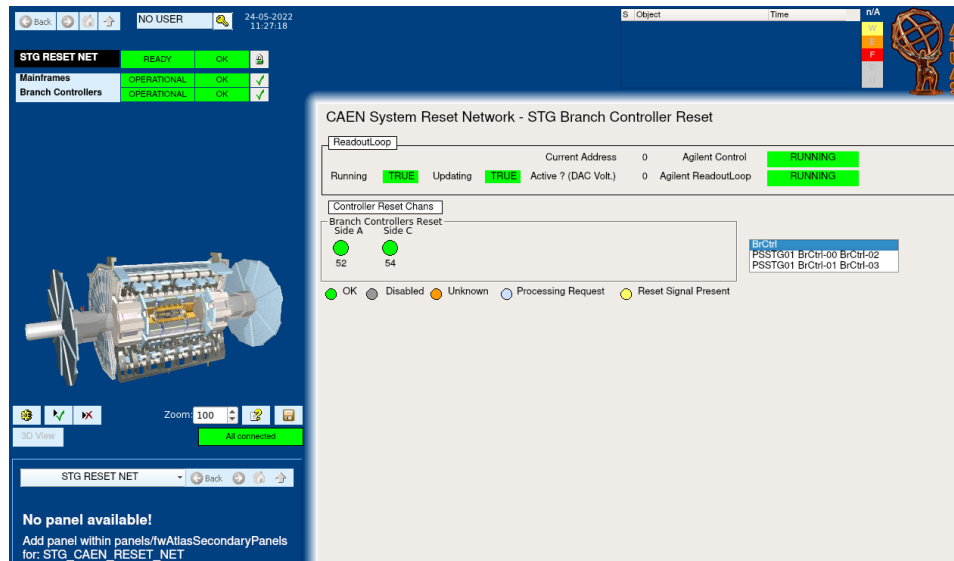 Back
NO USER
24-05-2022
11:27:18
S Object Time
n/A
W
E
F
STG RESET NET READY OK
Mainframes OPERATIONAL OK
Branch Controllers OPERATIONAL OK
CAEN System Reset Network - STG Branch Controller Reset
ReadoutLoop
Current Address 0 Agilent Control RUNNING
Running TRUE Updating TRUE Active ? (DAC Volt.) 0 Agilent ReadoutLoop RUNNING
Controller Reset Chans
Branch Controllers Reset
Side A Side C
52 54
BrCtrl
PSSTG01 BrCtrl-00 BrCtrl-02
PSSTG01 BrCtrl-01 BrCtrl-03
OK Disabled Unknown Processing Request Reset Signal Present
Zoom: 100
3D View All connected
STG RESET NET Back
No panel available!
Add panel within panels/fwAtlasSecondaryPanels
for: STG_CAEN_RESET_NET